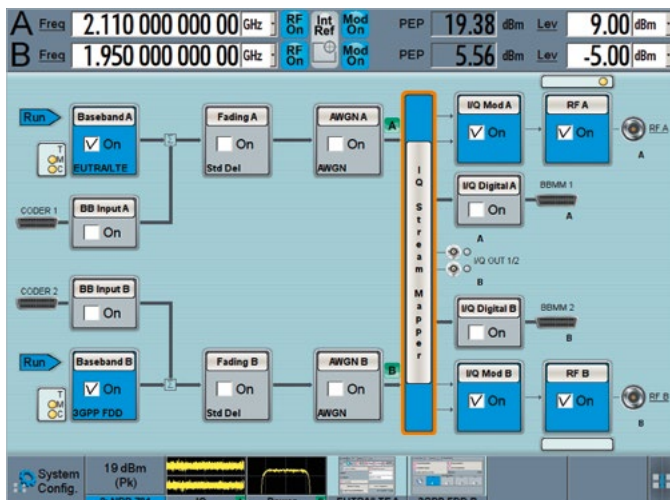 A Freq 2.110 000 000 00 GHz RF On Int Ref Mod On PEP 19.38 dBm Lev 9.00 dBm
B Freq 1.950 000 000 00 GHz RF On Mod On PEP 5.56 dBm Lev -5.00 dBm
Run Baseband A Fading A AWGN A A I/Q Mod A RF A
On On On On On RF A
T M C EUTRA/LTE Std Del AWGN A
I/Q Digital A BBMM 1
CODER 1 BB Input A On A
On
IQ Stream Mapper
A
I/Q OUT 1/2
B
CODER 2 BB Input B
On
I/Q Digital B BBMM 2
On B
Run Baseband B Fading B AWGN B B I/Q Mod B RF B
On On On On On RF B
T M C 3GPP FDD Std Del AWGN B
System Config. 19 dBm (Pk)